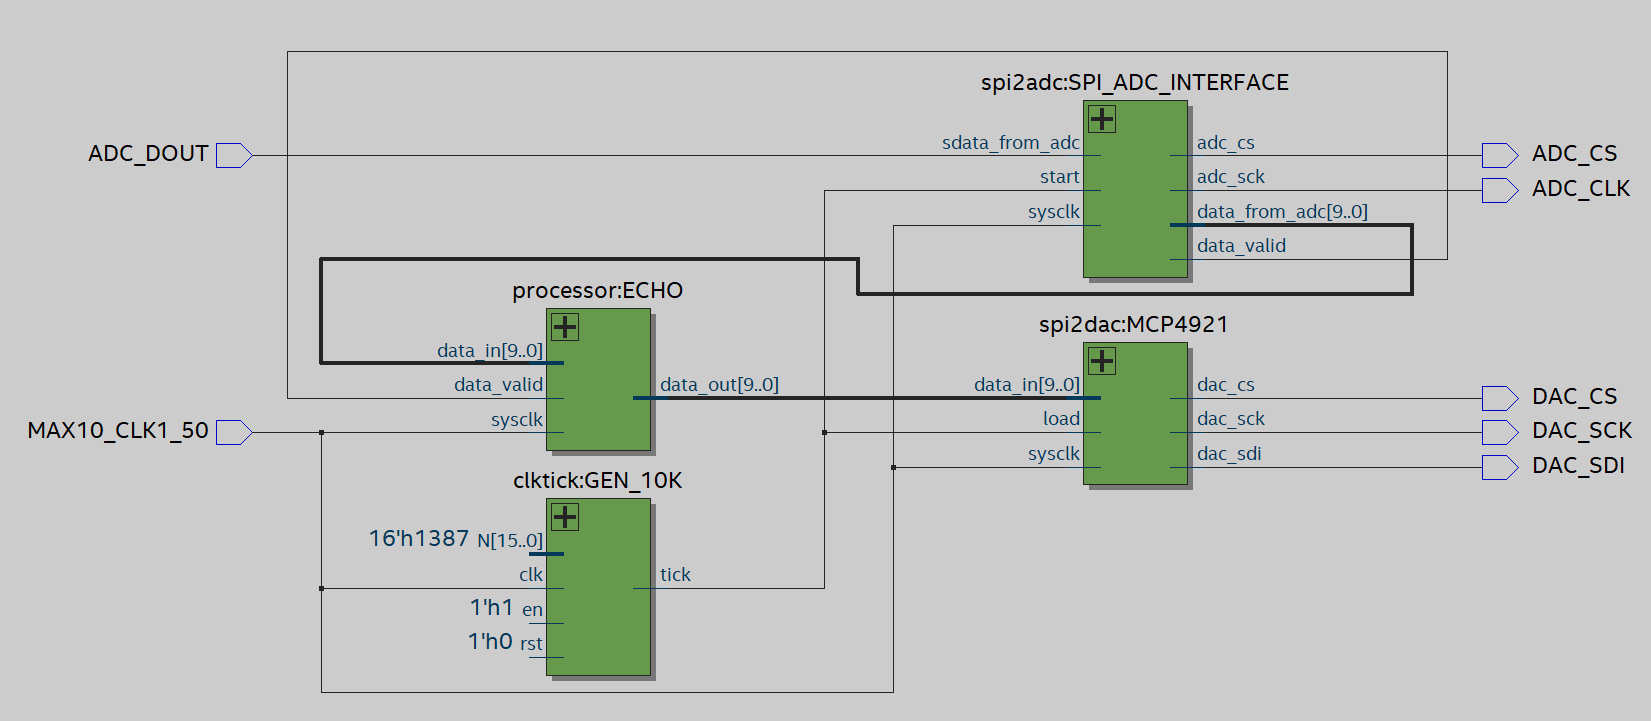 spi2adc:SPI_ADC_INTERFACE
ADC_DOUT
sdata_from_adc
adc_cs
ADC_CS
start
adc_sck
ADC_CLK
sysclk
data_from_adc[9..0]
data_valid
processor:ECHO
spi2dac:MCP4921
data_in[9..0]
data_valid
data_out[9..0]
data_in[9..0]
dac_cs
DAC_CS
MAX10_CLK1_50
sysclk
load
dac_sck
DAC_SCK
sysclk
dac_sdi
DAC_SDI
clktick:GEN_10K
16'h1387 N[15..0]
clk
tick
1'h1 en
1'h0 rst